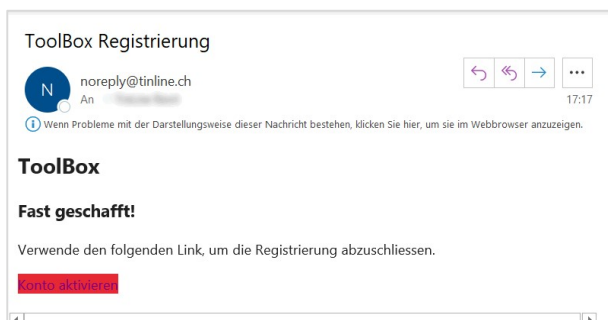 ToolBox Registrierung
N
noreply@tinline.ch
An
17:17
Wenn Probleme mit der Darstellungsweise dieser Nachricht bestehen, klicken Sie hier, um sie im Webbrowser anzuzeigen.
ToolBox
Fast geschafft!
Verwende den folgenden Link, um die Registrierung abzuschliessen.
Konto aktivieren